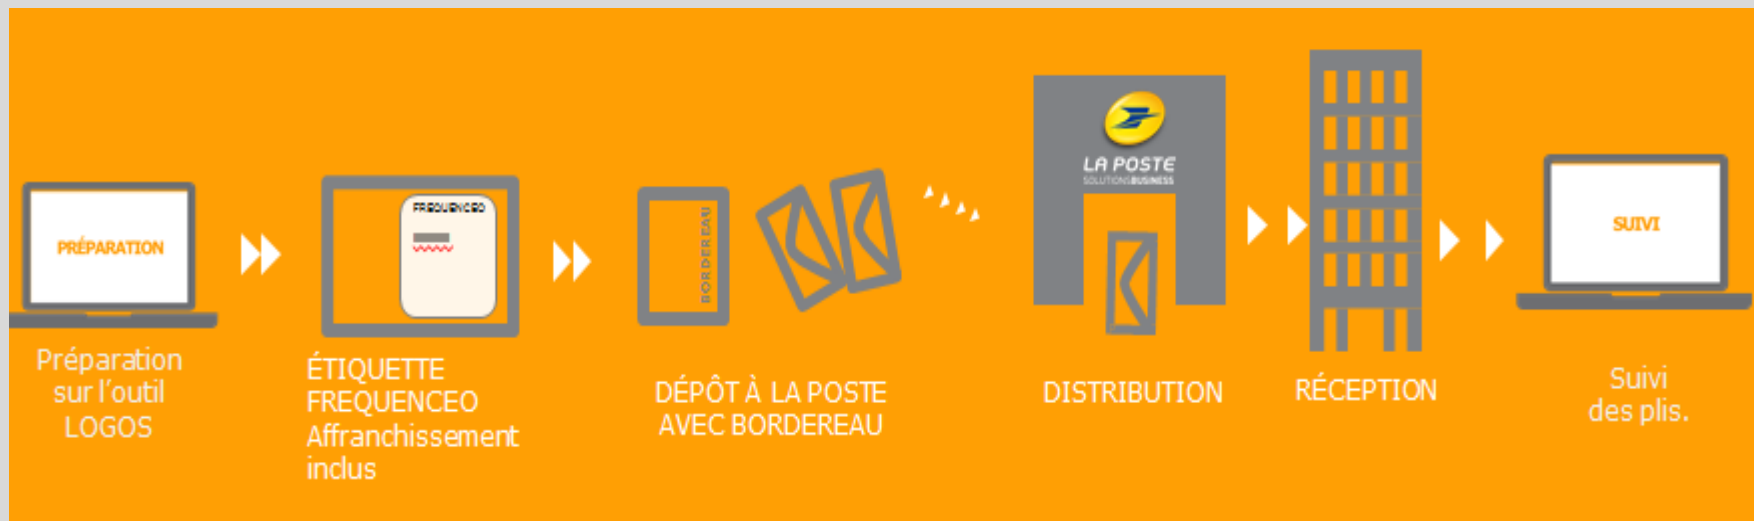 PRÉPARATION
Préparation
sur l'outil
LOGOS
FREQUENCEO
ÉTIQUETTE
FREQUENCEO
Affranchissement
inclus
BORDEREAU
DÉPÔT À LA POSTE
AVEC BORDEREAU
LA POSTE
SOLUTIONS BUSINESS
DISTRIBUTION
RÉCEPTION
SUIVI
Suivi
des plis.